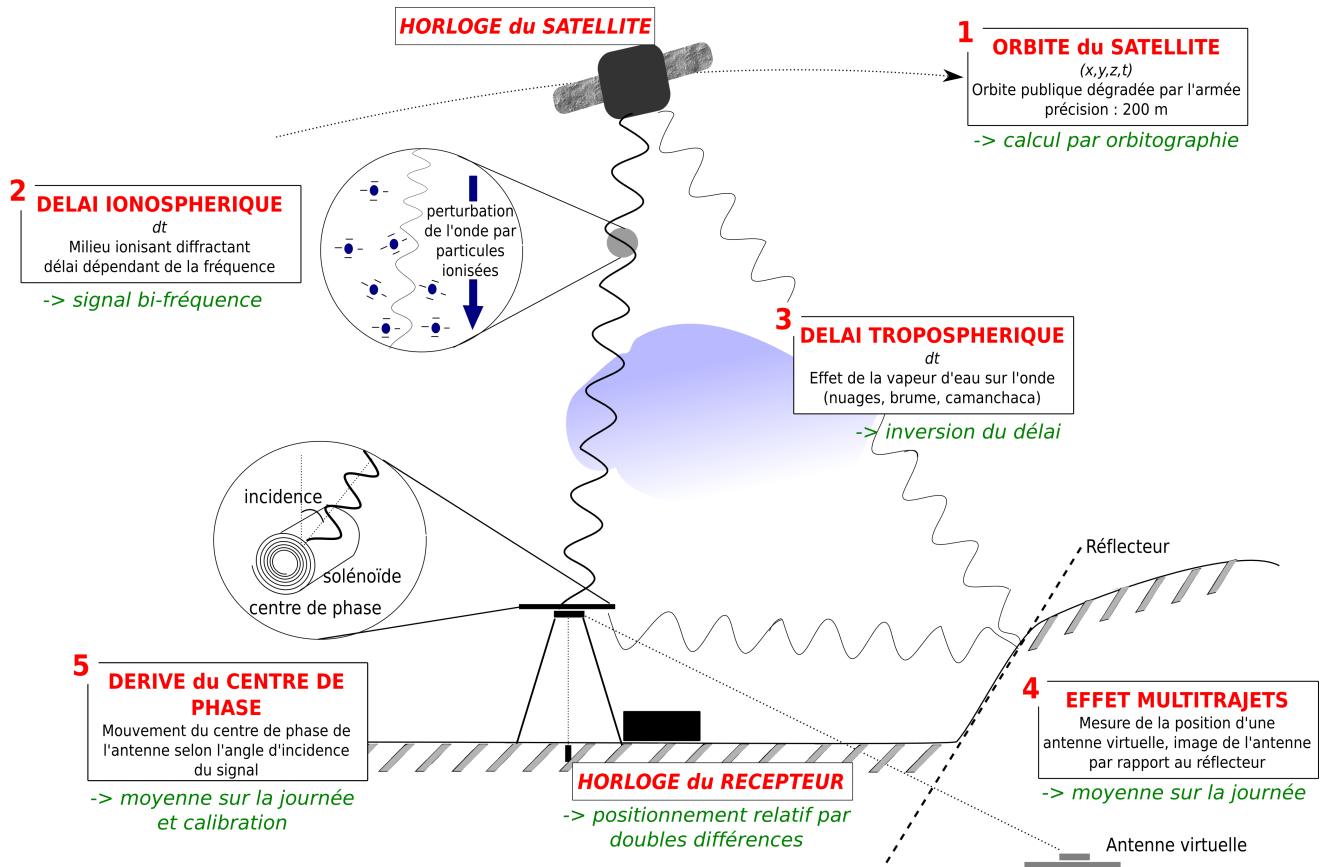 HORLOGE du SATELLITE
1
ORBITE du SATELLITE
(x,y,z,t)
Orbite publique dégradée par l'armée
précision : 200 m
-> calcul par orbitographie
2
DELAI IONOSPHERIQUE
dt
Milieu ionisant diffractant
délai dépendant de la fréquence
-> signal bi-fréquence
perturbation
de l'onde par
particules
ionisées
3
DELAI TROPOSPHERIQUE
dt
Effet de la vapeur d'eau sur l'onde
(nuages, brume, camanchaca)
-> inversion du délai
incidence
solénoïde
centre de phase
Réflecteur
5
DERIVE du CENTRE DE
PHASE
Mouvement du centre de phase de
l'antenne selon l'angle d'incidence
du signal
-> moyenne sur la journée
et calibration
HORLOGE du RECEPTEUR
-> positionnement relatif par
doubles différences
4
EFFET MULTITRAJETS
Mesure de la position d'une
antenne virtuelle, image de l'antenne
par rapport au réflecteur
-> moyenne sur la journée
Antenne virtuelle